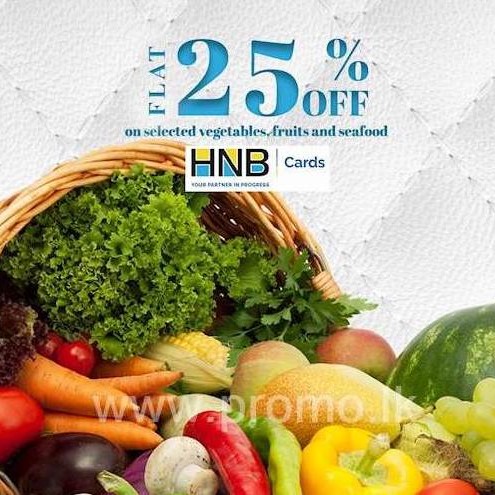 FLAT 25% OFF
on selected vegetables, fruits and seafood
HNB Cards
YOUR PARTNER IN PROGRESS
www.promo.lk